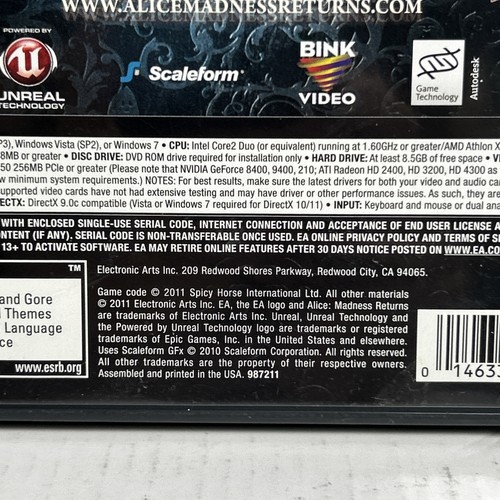 WWW.ALICEMADNESSRETURNS.COM
POWERED BY
UNREAL
TECHNOLOGY
Scaleform
BINK
VIDEO
Game
Technology
Autodesk
P3), Windows Vista (SP2), or Windows 7 • CPU: Intel Core2 Duo (or equivalent) running at 1.60GHz or greater/AMD Athlon X
8MB or greater • DISC DRIVE: DVD ROM drive required for installation only • HARD DRIVE: At least 8.5GB of free space •
50 256MB PCIe or greater (Please note that NVIDIA GeForce 8400, 9400, 210; ATI Radeon HD 2400, HD 3200, HD 4300 as
w minimum system requirements.) NOTES: For best results, make sure the latest drivers for both your video and audio car
upported video cards have not had extensive testing and may have driver or other performance issues. As such, they are
ECTX: DirectX 9.0c compatible (Vista or Windows 7 required for DirectX 10/11) • INPUT: Keyboard and mouse or dual ana
WITH ENCLOSED SINGLE-USE SERIAL CODE, INTERNET CONNECTION AND ACCEPTANCE OF END USER LICENSE A
ONTENT (IF ANY). SERIAL CODE IS NON-TRANSFERABLE ONCE USED. EA ONLINE PRIVACY POLICY AND TERMS OF SE
13+ TO ACTIVATE SOFTWARE. EA MAY RETIRE ONLINE FEATURES AFTER 30 DAYS NOTICE POSTED ON WWW.EA.CO
TM
and Gore
Themes
Language
ce
www.esrb.org
Electronic Arts Inc. 209 Redwood Shores Parkway, Redwood City, CA 94065.
Game code © 2011 Spicy Horse International Ltd. All other materials
© 2011 Electronic Arts Inc. EA, the EA logo and Alice: Madness Returns
are trademarks of Electronic Arts Inc. Unreal, Unreal Technology and
the Powered by Unreal Technology logo are trademarks or registered
trademarks of Epic Games, Inc. in the United States and elsewhere.
Uses Scaleform GFx © 2010 Scaleform Corporation. All rights reserved.
All other trademarks are the property of their respective owners.
Assembled and printed in the USA. 987211
0 14633